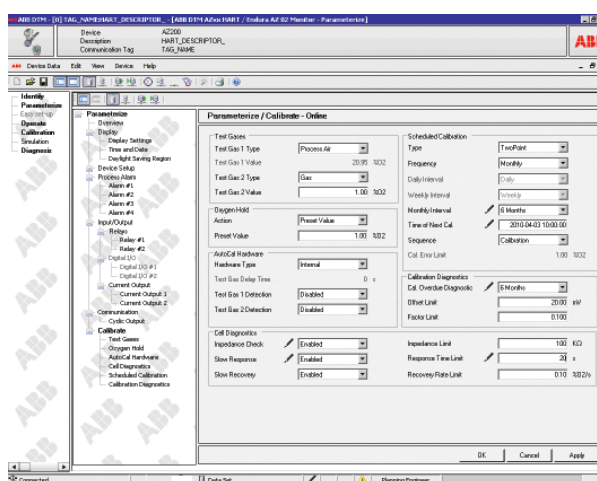 ABB DTM - [0] TAG_NAME:HART_DESCRIPTOR_ - [ABB DTM AZxxx HART / Endura AZ 02 Monitor - Parameterize]
Device AZ200
Description HART_DESCRIPTOR_
Communication Tag TAG_NAME
ABB
ABB Device Data Edit View Device Help
Identify
Parameterize
Easy set-up
Operate
Calibration
Simulation
Diagnosis
Parameterize
Overview
Display
Display Settings
Time and Date
Daylight Saving Region
Device Setup
Process Alarm
Alarm #1
Alarm #2
Alarm #3
Alarm #4
Input/Output
Relays
Relay #1
Relay #2
Digital I/O
Digital I/O #1
Digital I/O #2
Current Output
Current Output 1
Current Output 2
Communication
Cyclic Output
Calibrate
Test Gases
Oxygen Hold
AutoCal Hardware
Cell Diagnostics
Scheduled Calibration
Calibration Diagnostics
Parameterize / Calibrate - Online
Test Gases
Test Gas 1 Type Process Air
Test Gas 1 Value 20.95 %O2
Test Gas 2 Type Gas
Test Gas 2 Value 1.00 %O2
Oxygen Hold
Action Preset Value
Preset Value 1.00 %O2
AutoCal Hardware
Hardware Type Internal
Test Gas Delay Time 0 s
Test Gas 1 Detection Disabled
Test Gas 2 Detection Disabled
Cell Diagnostics
Impedance Check Enabled
Slow Response Enabled
Slow Recovery Enabled
Scheduled Calibration
Type TwoPoint
Frequency Monthly
Daily Interval Daily
Weekly Interval Weekly
Monthly Interval 6 Months
Time of Next Cal. 2010-04-03 10:00:00
Sequence Calibration
Cal. Error Limit 1.00 %O2
Calibration Diagnostics
Cal. Overdue Diagnostic 6 Months
Offset Limit 20.00 mV
Factor Limit 0.100
Impedance Limit 100 KΩ
Response Time Limit 20 s
Recovery Rate Limit 0.10 %O2/s
OK Cancel Apply
Connected Data Set Planning Engineer